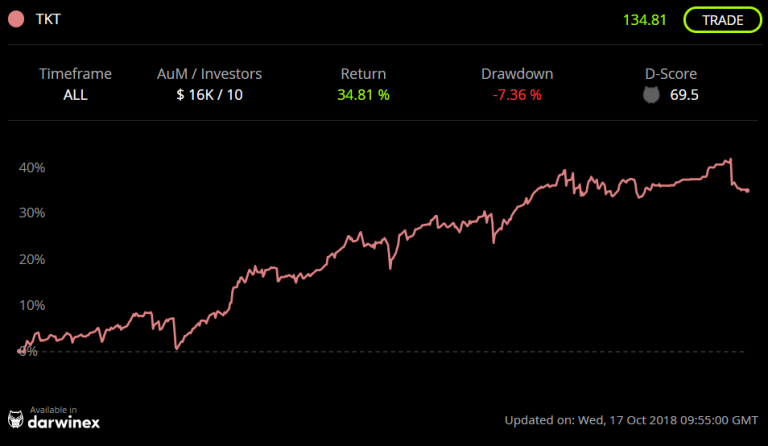 TKT 134.81 TRADE
Timeframe AuM / Investors Return Drawdown D-Score
ALL $ 16K / 10 34.81 % -7.36 % 69.5
40%
30%
20%
10%
0%
Available in
darwinex
Updated on: Wed, 17 Oct 2018 09:55:00 GMT